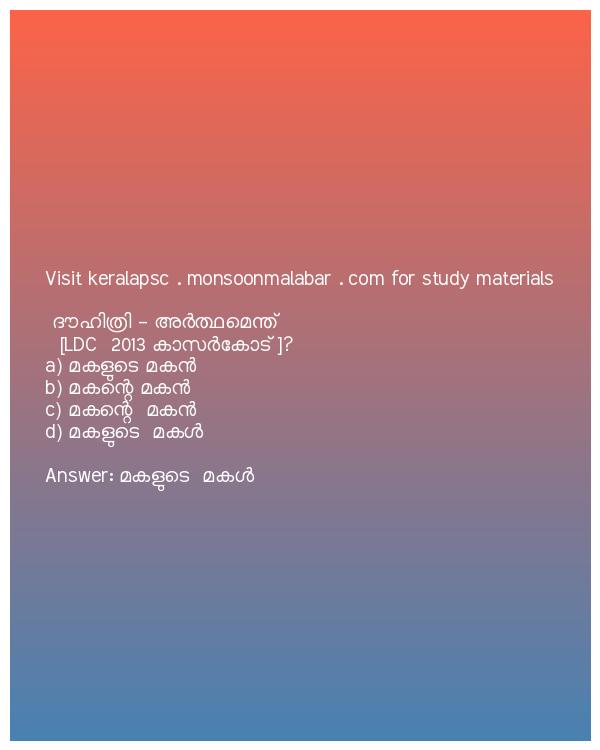 Visit keralapsc . monsoonmalabar . com for study materials
ദൗഹിത്രി - അർത്ഥമെന്ത്
[LDC 2013 കാസർകോട് ]?
a) മകളുടെ മകൻ
b) മകന്റെ മകൻ
c) മകന്റെ മകൻ
d) മകളുടെ മകൾ
Answer: മകളുടെ മകൾ